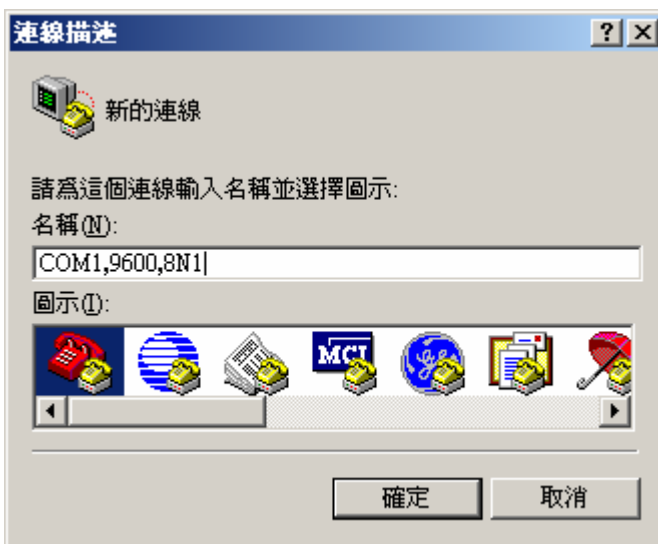 連線描述
新的連線
請為這個連線輸入名稱並選擇圖示:
名稱(N):
COM1,9600,8N1
圖示(I):
MCI
確定
取消